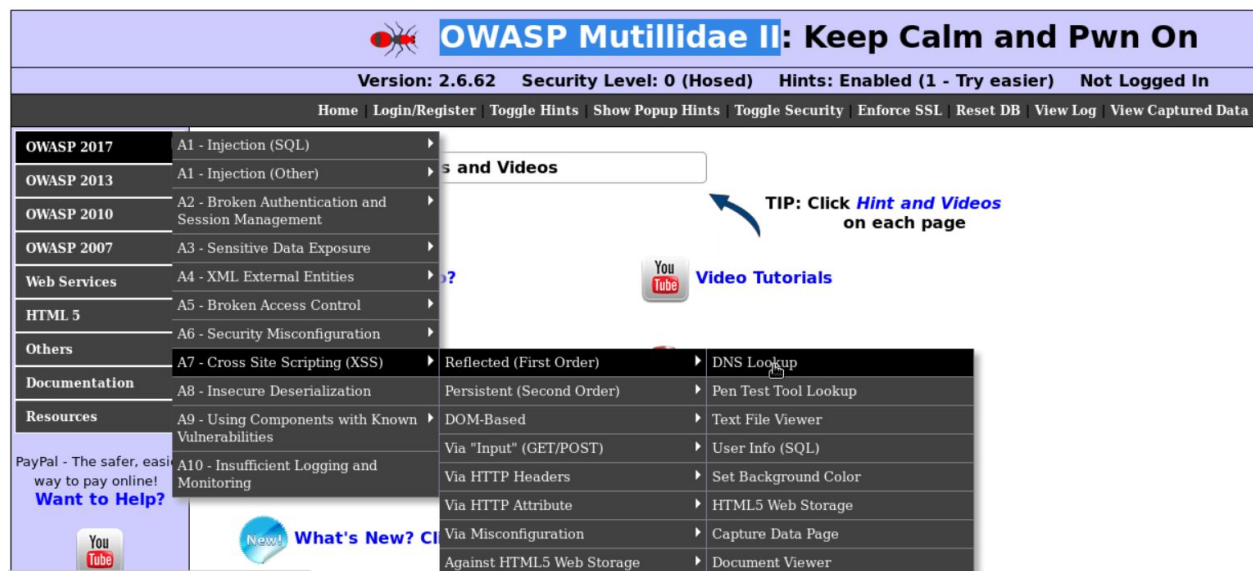 OWASP Mutillidae II: Keep Calm and Pwn On
Version: 2.6.62 Security Level: 0 (Hosed) Hints: Enabled (1 - Try easier) Not Logged In
Home | Login/Register | Toggle Hints | Show Popup Hints | Toggle Security | Enforce SSL | Reset DB | View Log | View Captured Data
OWASP 2017
OWASP 2013
OWASP 2010
OWASP 2007
Web Services
HTML 5
Others
Documentation
Resources
A1 - Injection (SQL)
A1 - Injection (Other)
A2 - Broken Authentication and
Session Management
A3 - Sensitive Data Exposure
A4 - XML External Entities
A5 - Broken Access Control
A6 - Security Misconfiguration
A7 - Cross Site Scripting (XSS)
A8 - Insecure Deserialization
A9 - Using Components with Known
Vulnerabilities
A10 - Insufficient Logging and
Monitoring
Reflected (First Order)
Persistent (Second Order)
DOM-Based
Via "Input" (GET/POST)
Via HTTP Headers
Via HTTP Attribute
Via Misconfiguration
Against HTML5 Web Storage
DNS Lookup
Pen Test Tool Lookup
Text File Viewer
User Info (SQL)
Set Background Color
HTML5 Web Storage
Capture Data Page
Document Viewer
s and Videos
TIP: Click Hint and Videos
on each page
?
You
Tube
Video Tutorials
PayPal - The safer, easi
way to pay online!
Want to Help?
You
Tube
New!
What's New? Cl